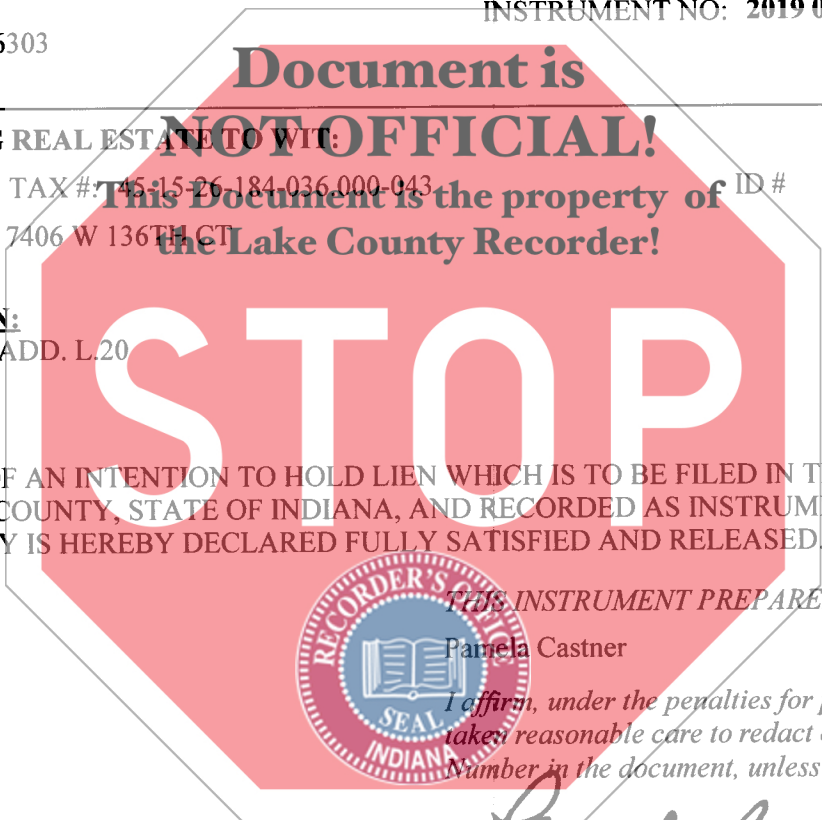 INSTRUMENT NO: 2019 0
6303
Document is
NOT OFFICIAL!
This Document is the property of
the Lake County Recorder!
REAL ESTATE TO WIT:
TAX #: 45-15-26-184-036.000-043 ID #
7406 W 136TH CT
N:
ADD. L.20
STOP
OF AN INTENTION TO HOLD LIEN WHICH IS TO BE FILED IN T
COUNTY, STATE OF INDIANA, AND RECORDED AS INSTRUM
Y IS HEREBY DECLARED FULLY SATISFIED AND RELEASED.
RECORDER'S OFFICE
SEAL
INDIANA
THIS INSTRUMENT PREPARE
Pamela Castner
I affirm, under the penalties for
taken reasonable care to redact
Number in the document, unless